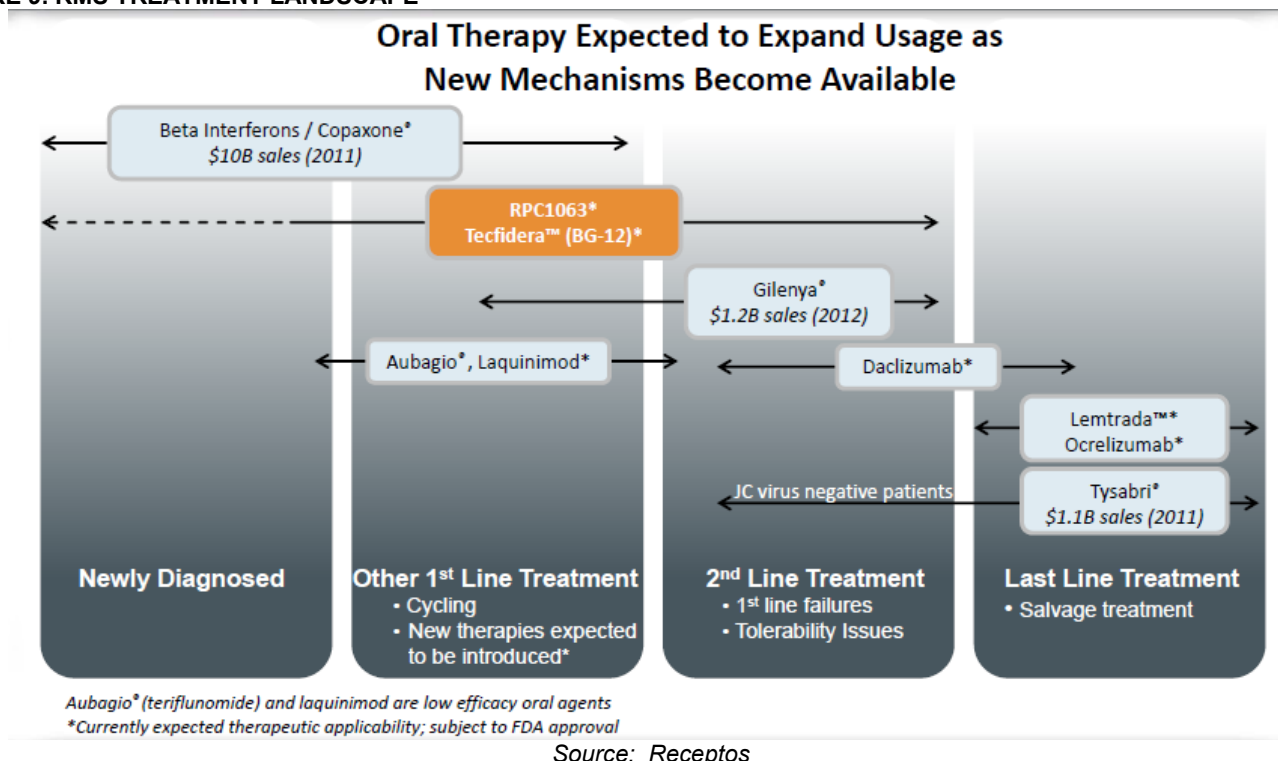 RMS TREATMENT LANDSCAPE
Oral Therapy Expected to Expand Usage as
New Mechanisms Become Available
Beta Interferons / Copaxone®
$10B sales (2011)
RPC1063*
Tecfidera™ (BG-12)*
Gilenya®
$1.2B sales (2012)
Aubagio®, Laquinimod*
Daclizumab*
Lemtrada™*
Ocrelizumab*
JC virus negative patients
Tysabri®
$1.1B sales (2011)
Newly Diagnosed
Other 1st Line Treatment
• Cycling
• New therapies expected
to be introduced*
2nd Line Treatment
• 1st line failures
• Tolerability Issues
Last Line Treatment
• Salvage treatment
Aubagio® (teriflunomide) and laquinimod are low efficacy oral agents
*Currently expected therapeutic applicability; subject to FDA approval
Source: Receptos